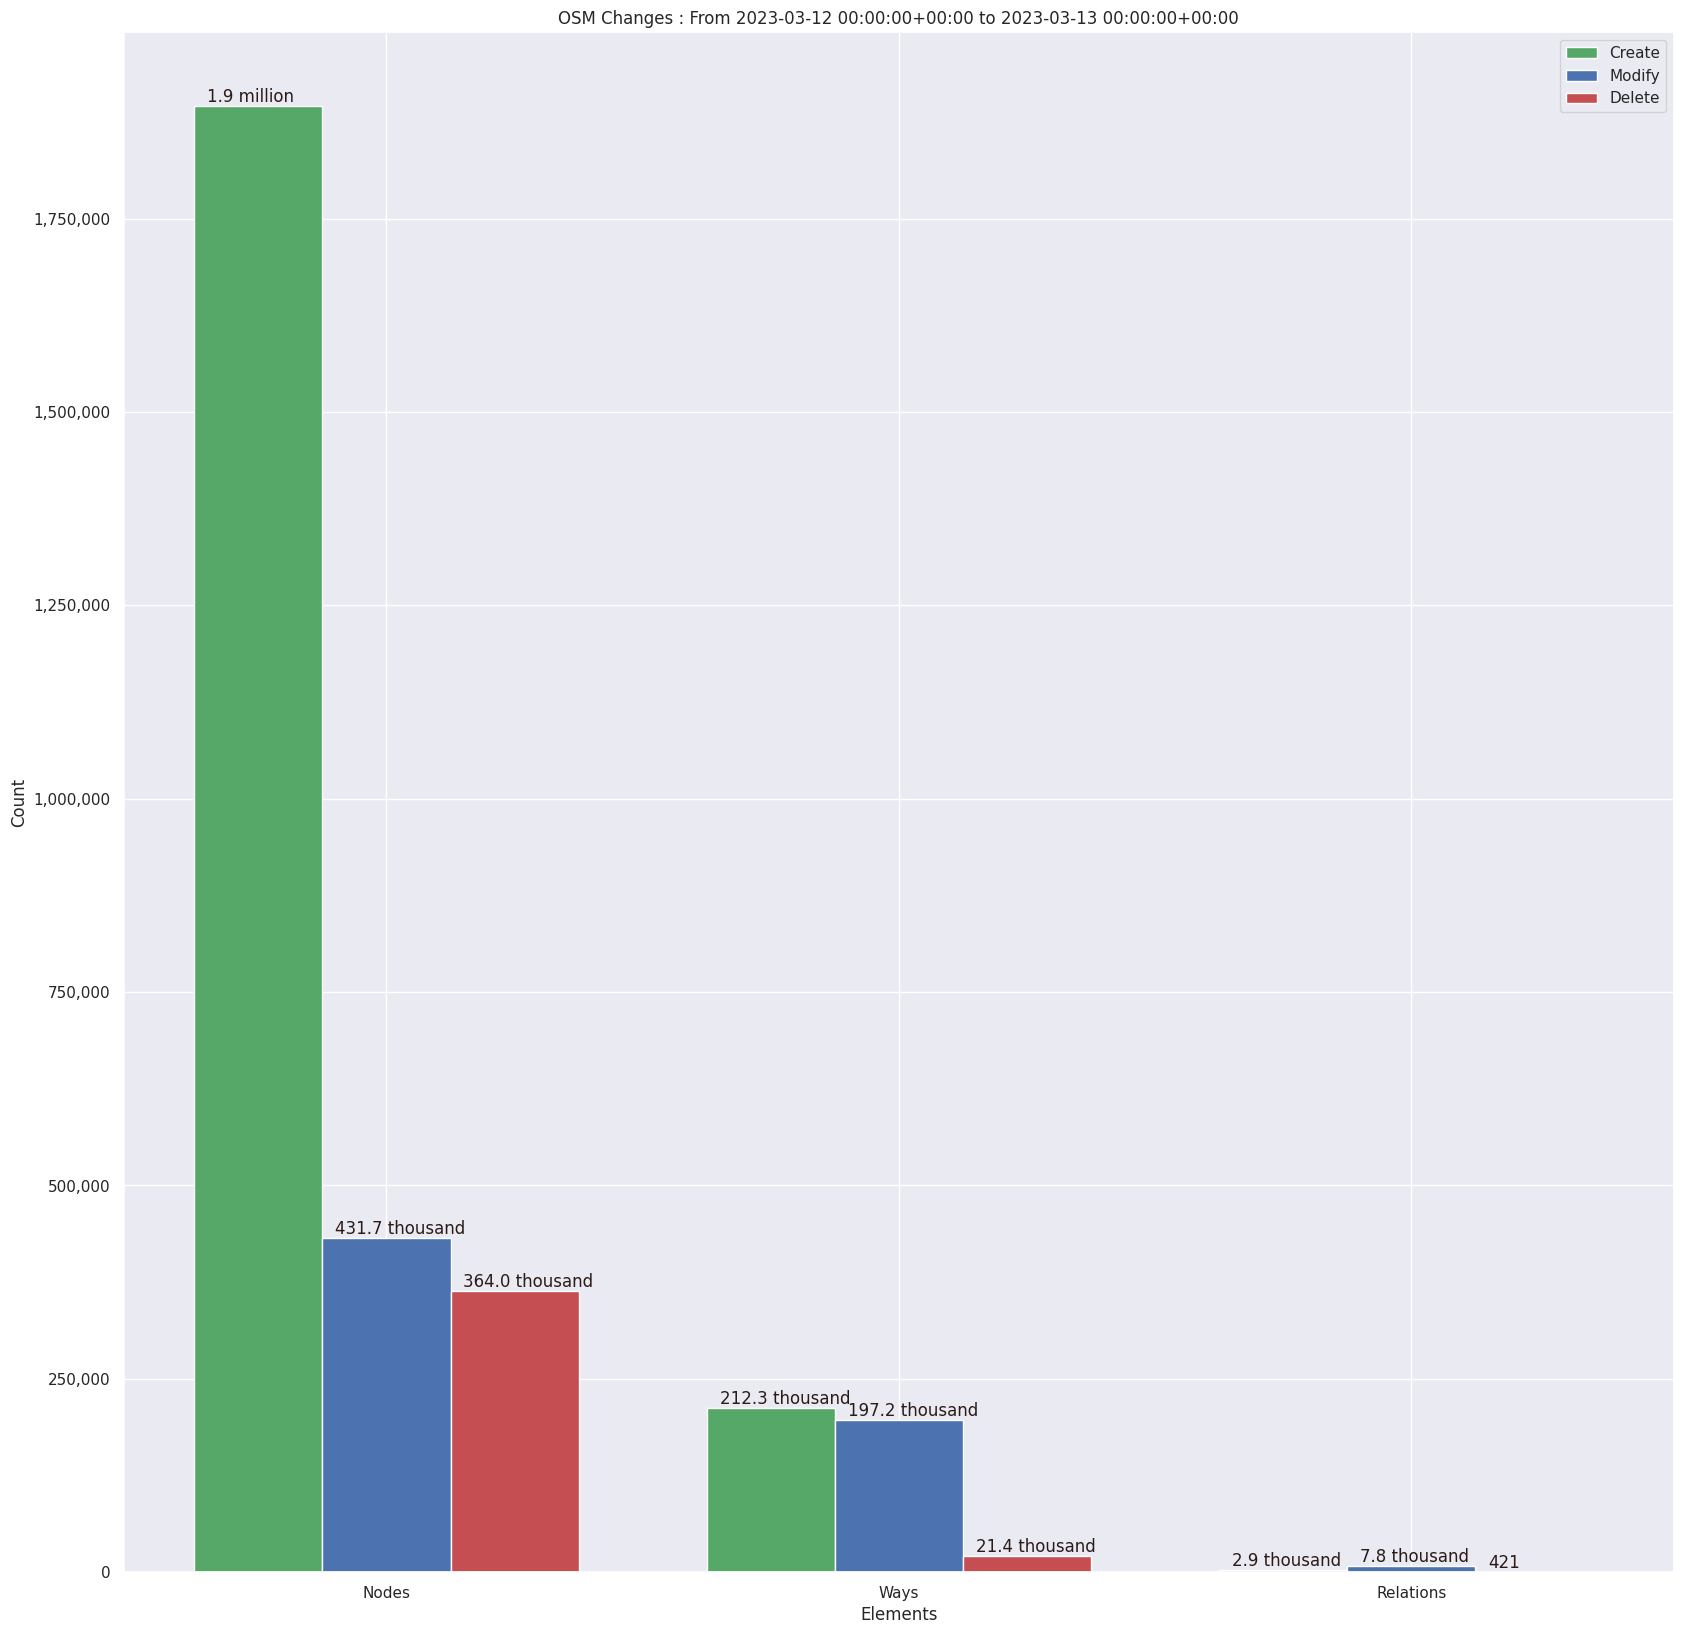 OSM Changes : From 2023-03-12 00:00:00+00:00 to 2023-03-13 00:00:00+00:00
Create
Modify
Delete
1.9 million
1,750,000
1,500,000
1,250,000
1,000,000
Count
750,000
500,000
431.7 thousand
364.0 thousand
250,000
212.3 thousand
197.2 thousand
21.4 thousand
2.9 thousand
7.8 thousand
421
0
Nodes
Ways
Relations
Elements